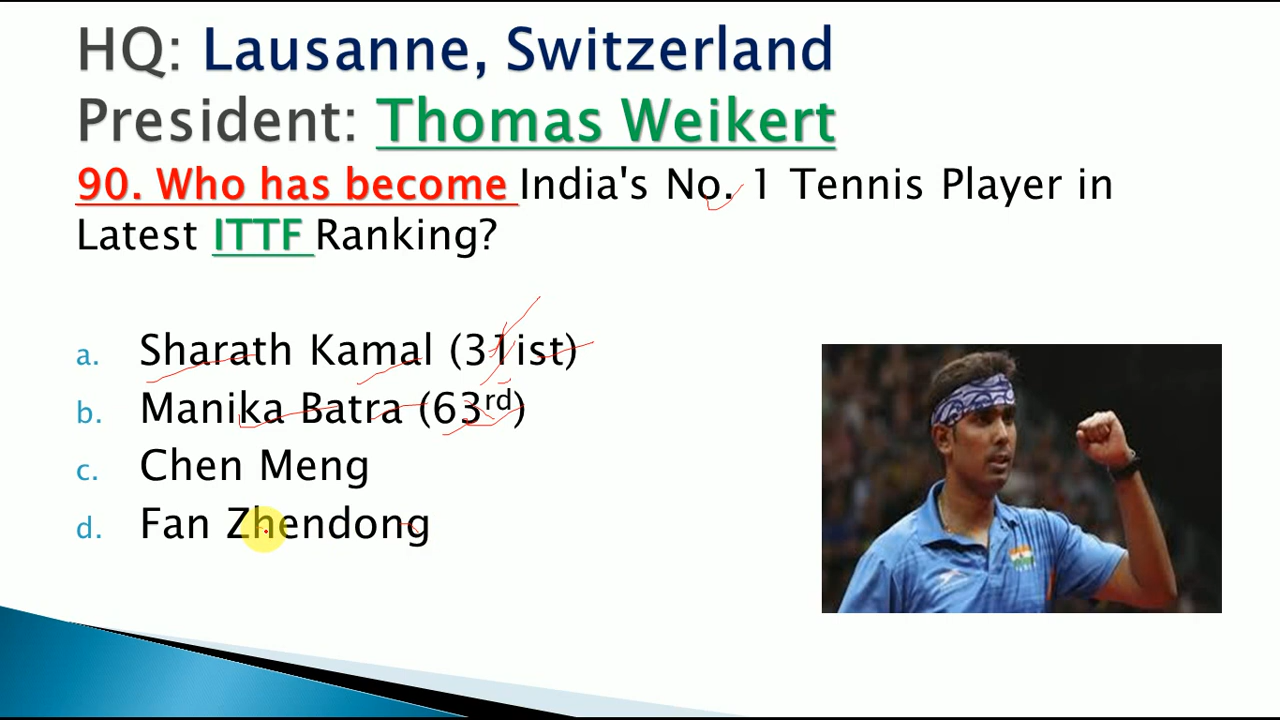 HQ: Lausanne, Switzerland
President: Thomas Weikert
90. Who has become India's No. 1 Tennis Player in
Latest ITTF Ranking?
a. Sharath Kamal (31ist)
b. Manika Batra (63rd)
c. Chen Meng
d. Fan Zhendong